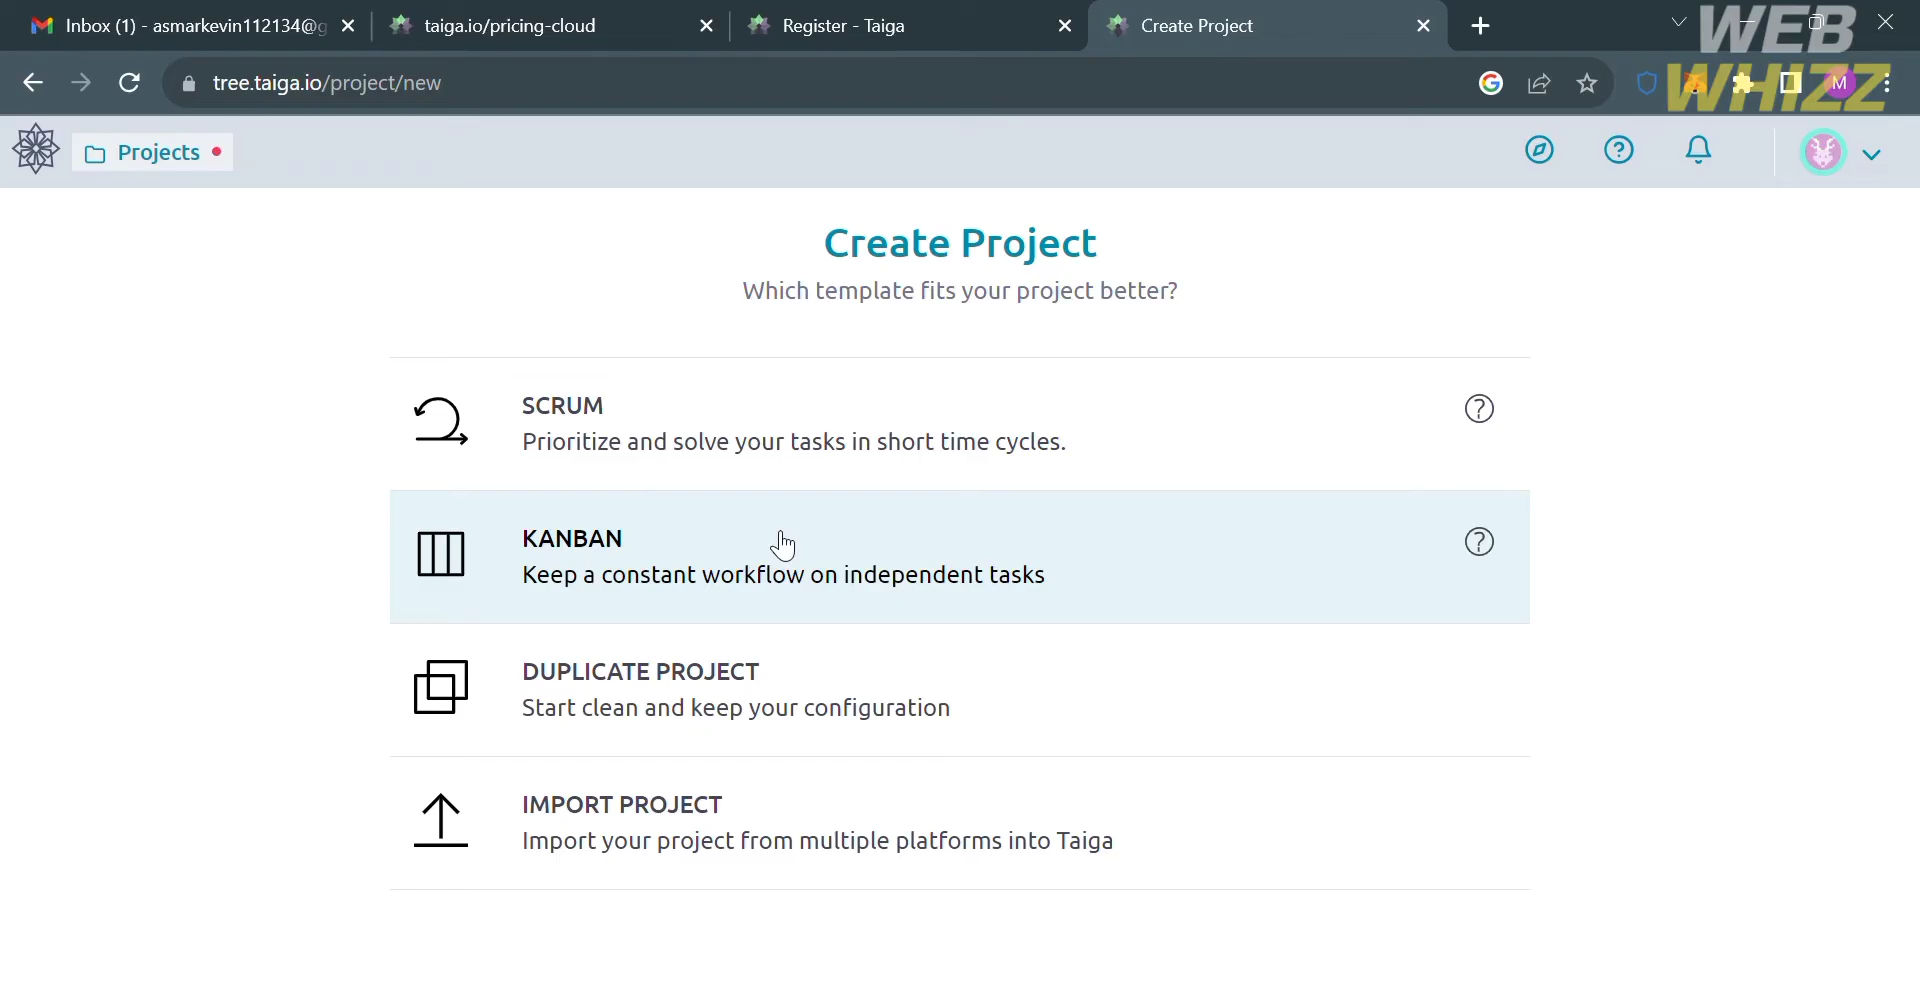 Inbox (1) - asmarkevin112134@g
taiga.io/pricing-cloud
Register - Taiga
Create Project
WEB
WHIZZ
tree.taiga.io/project/new
M
Projects
Create Project
Which template fits your project better?
SCRUM
Prioritize and solve your tasks in short time cycles.
KANBAN
Keep a constant workflow on independent tasks
DUPLICATE PROJECT
Start clean and keep your configuration
IMPORT PROJECT
Import your project from multiple platforms into Taiga